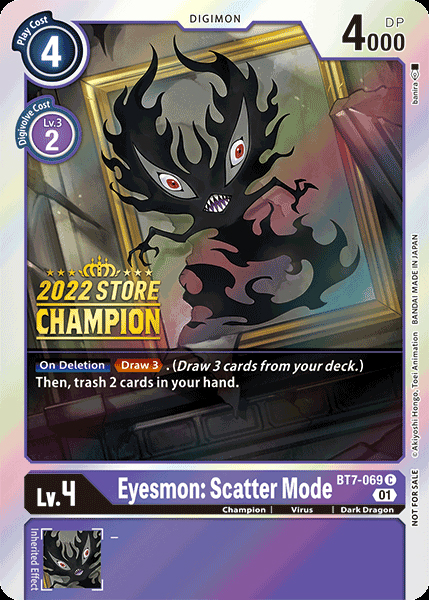 DIGIMON
Play Cost
4
DP
4000
Digivolve Cost
Lv.3
2
banira
2022 STORE
CHAMPION
On Deletion Draw 3 . (Draw 3 cards from your deck.)
Then, trash 2 cards in your hand.
©Akiyoshi Hongo, Toei Animation BANDAI MADE IN JAPAN
NOT FOR SALE
Lv.4
Eyesmon: Scatter Mode
BT7-069 C
01
Champion | Virus | Dark Dragon
Inherited Effect
–